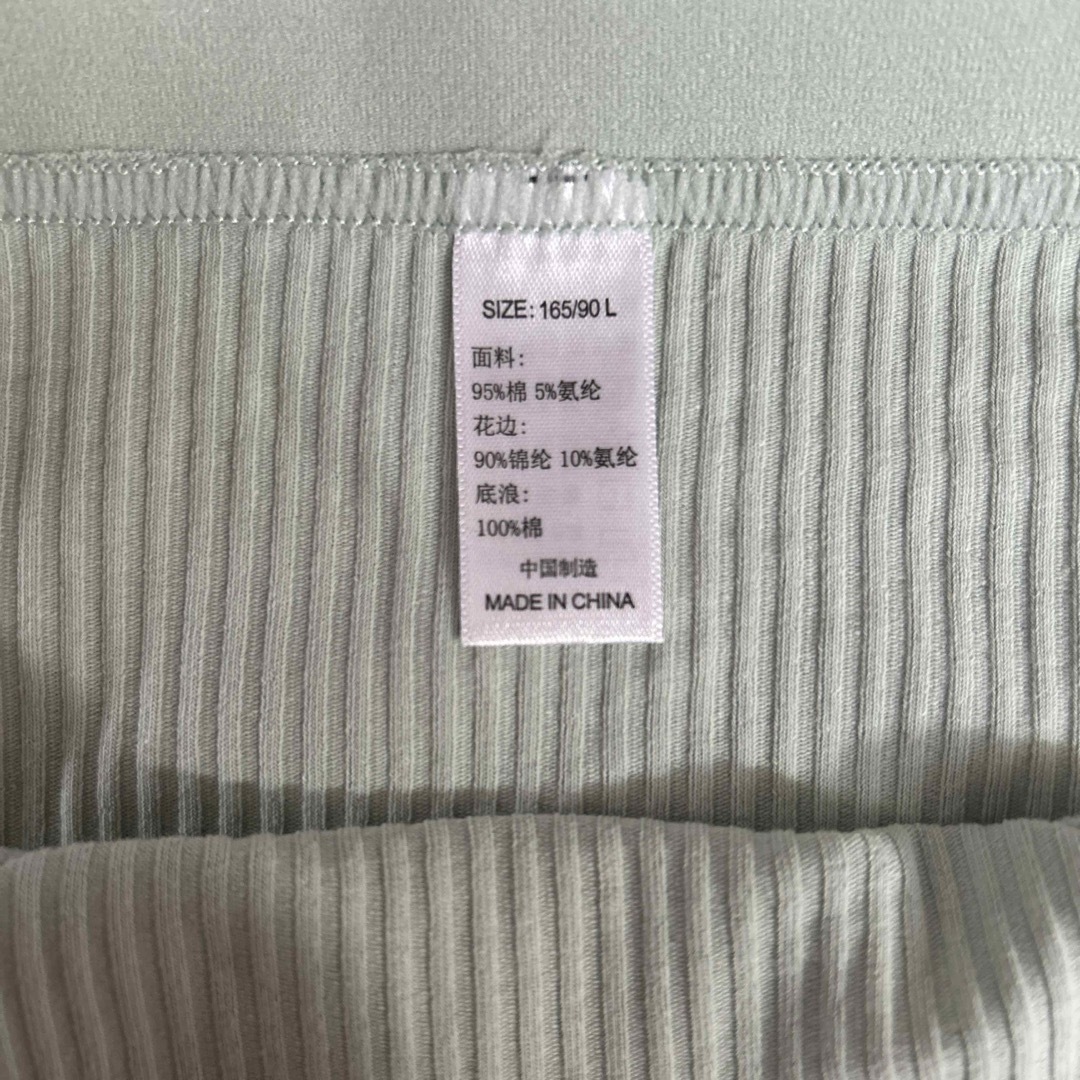 SIZE: 165/90 L
面料:
95%棉 5%氨纶
花边:
90%锦纶 10%氨纶
底浪:
100%棉
中国制造
MADE IN CHINA